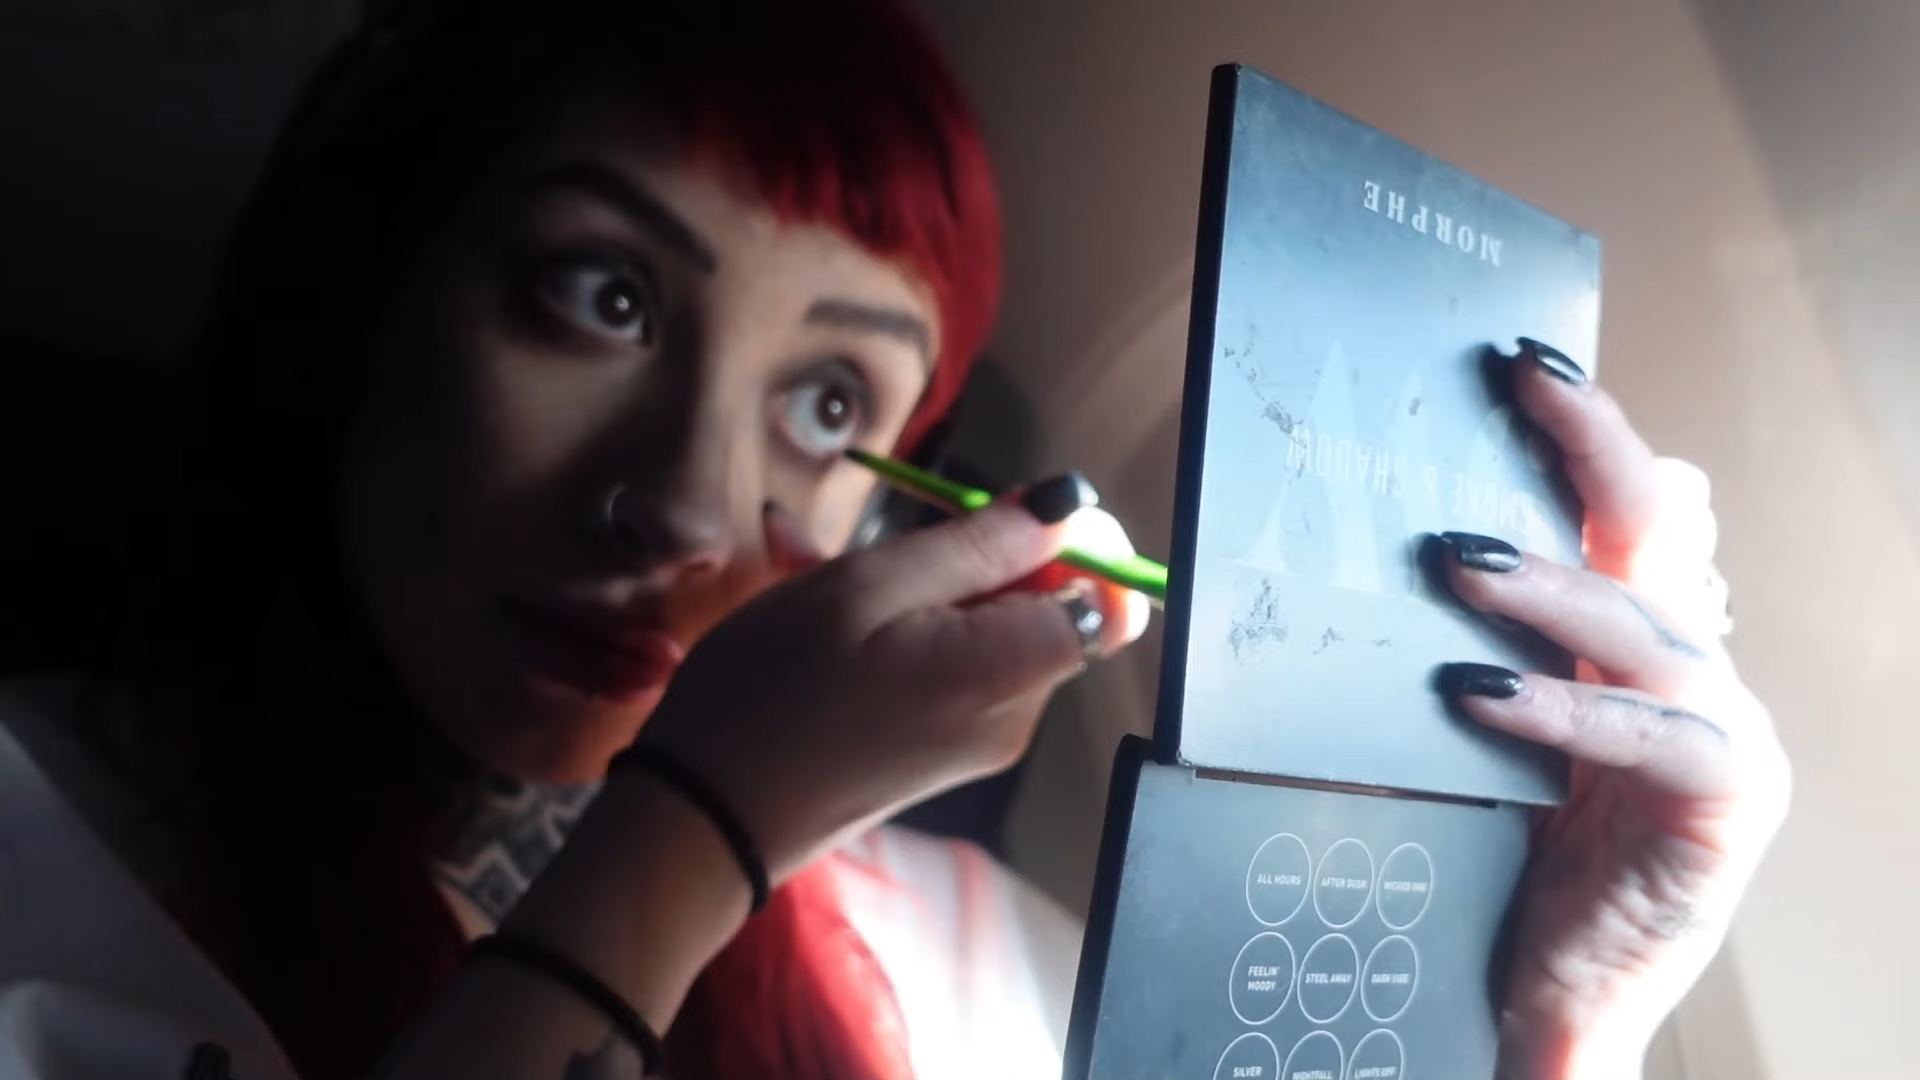 MORPHE
SMOKE & SHADOW
ALL HOURS
AFTER DUSK
WICKED ONE
FEELIN' MOODY
STEEL AWAY
DARK SIDE
SILVER
NIGHTFALL
LIGHTS OFF